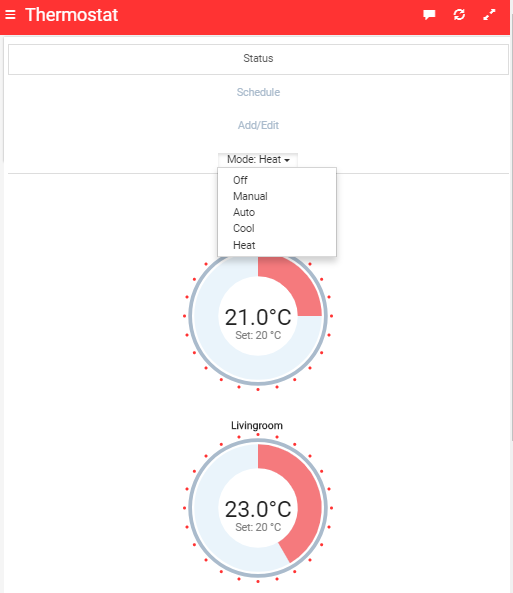 Thermostat
Status
Schedule
Add/Edit
Mode: Heat
Off
Manual
Auto
Cool
Heat
21.0°C
Set: 20 °C
Livingroom
23.0°C
Set: 20 °C